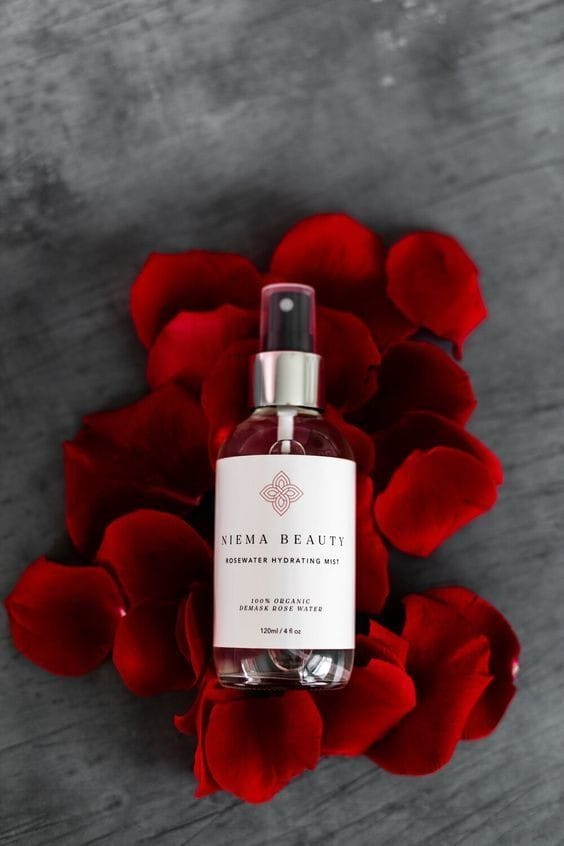 NIEMA BEAUTY
ROSEWATER HYDRATING MIST
100% ORGANIC
DEMASK ROSE WATER
120ml / 4 fl oz